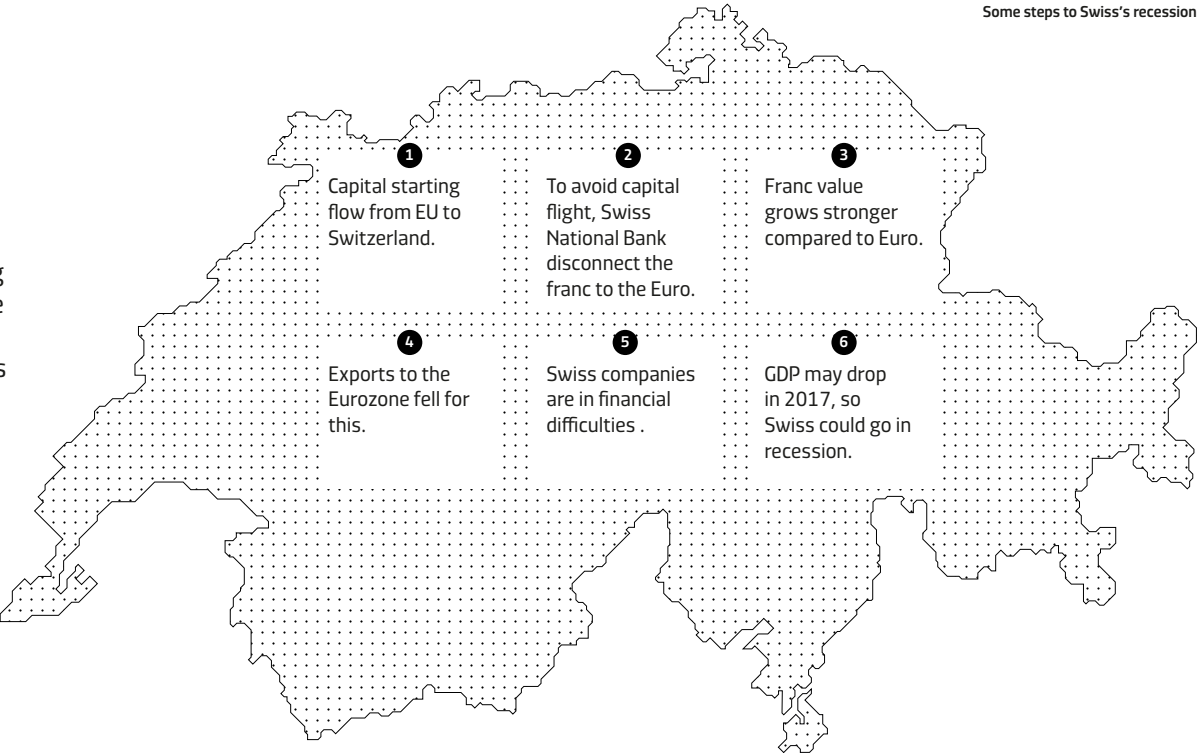 Some steps to Swiss's recession
1
Capital starting
flow from EU to
Switzerland.
2
To avoid capital
flight, Swiss
National Bank
disconnect the
franc to the Euro.
3
Franc value
grows stronger
compared to Euro.
4
Exports to the
Eurozone fell for
this.
5
Swiss companies
are in financial
difficulties .
6
GDP may drop
in 2017, so
Swiss could go in
recession.